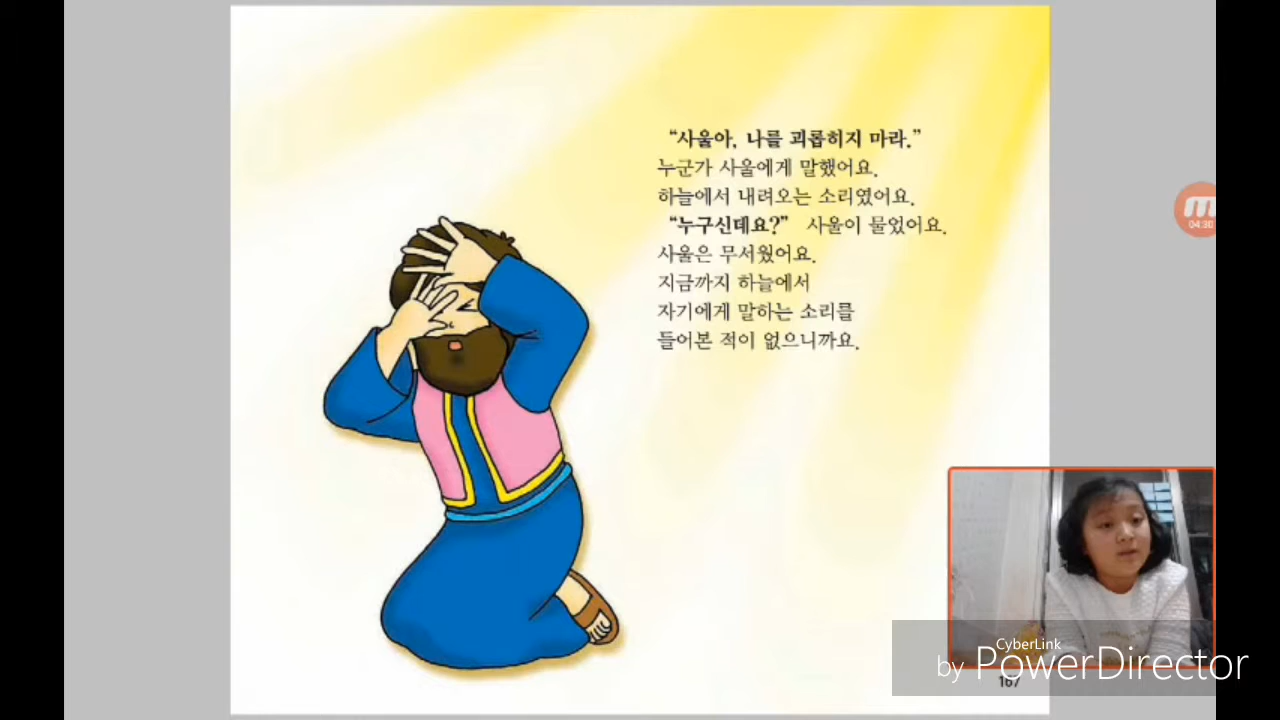 “사울아, 나를 괴롭히지 마라.”
누군가 사울에게 말했어요.
하늘에서 내려오는 소리였어요.
“누구신데요?” 사울이 물었어요.
사울은 무서웠어요.
지금까지 하늘에서
자기에게 말하는 소리를
들어본 적이 없으니까요.
04:30
CyberLink
by PowerDirector
167